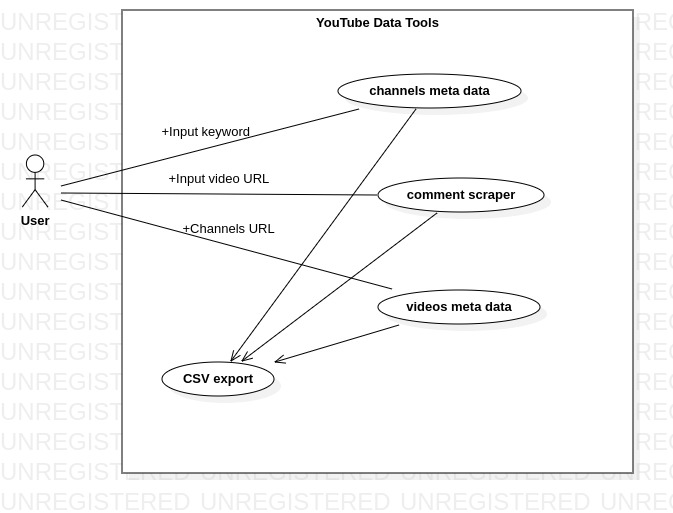 YouTube Data Tools
channels meta data
+Input keyword
+Input video URL
comment scraper
User
+Channels URL
videos meta data
CSV export
UNREGISTERED UNREGISTERED UNREGISTERED UNREGISTERED